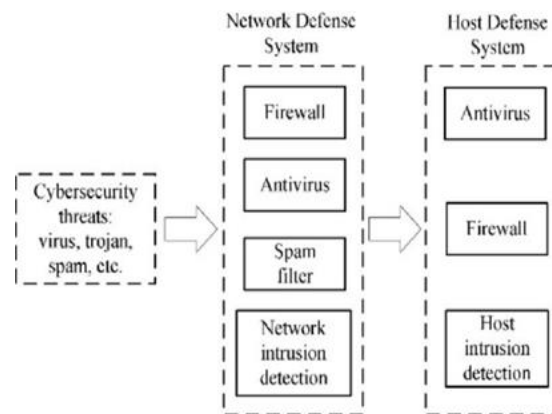 Network Defense
System
Host Defense
System
Cybersecurity
threats:
virus, trojan,
spam, etc.
Firewall
Antivirus
Spam
filter
Network
intrusion
detection
Antivirus
Firewall
Host
intrusion
detection